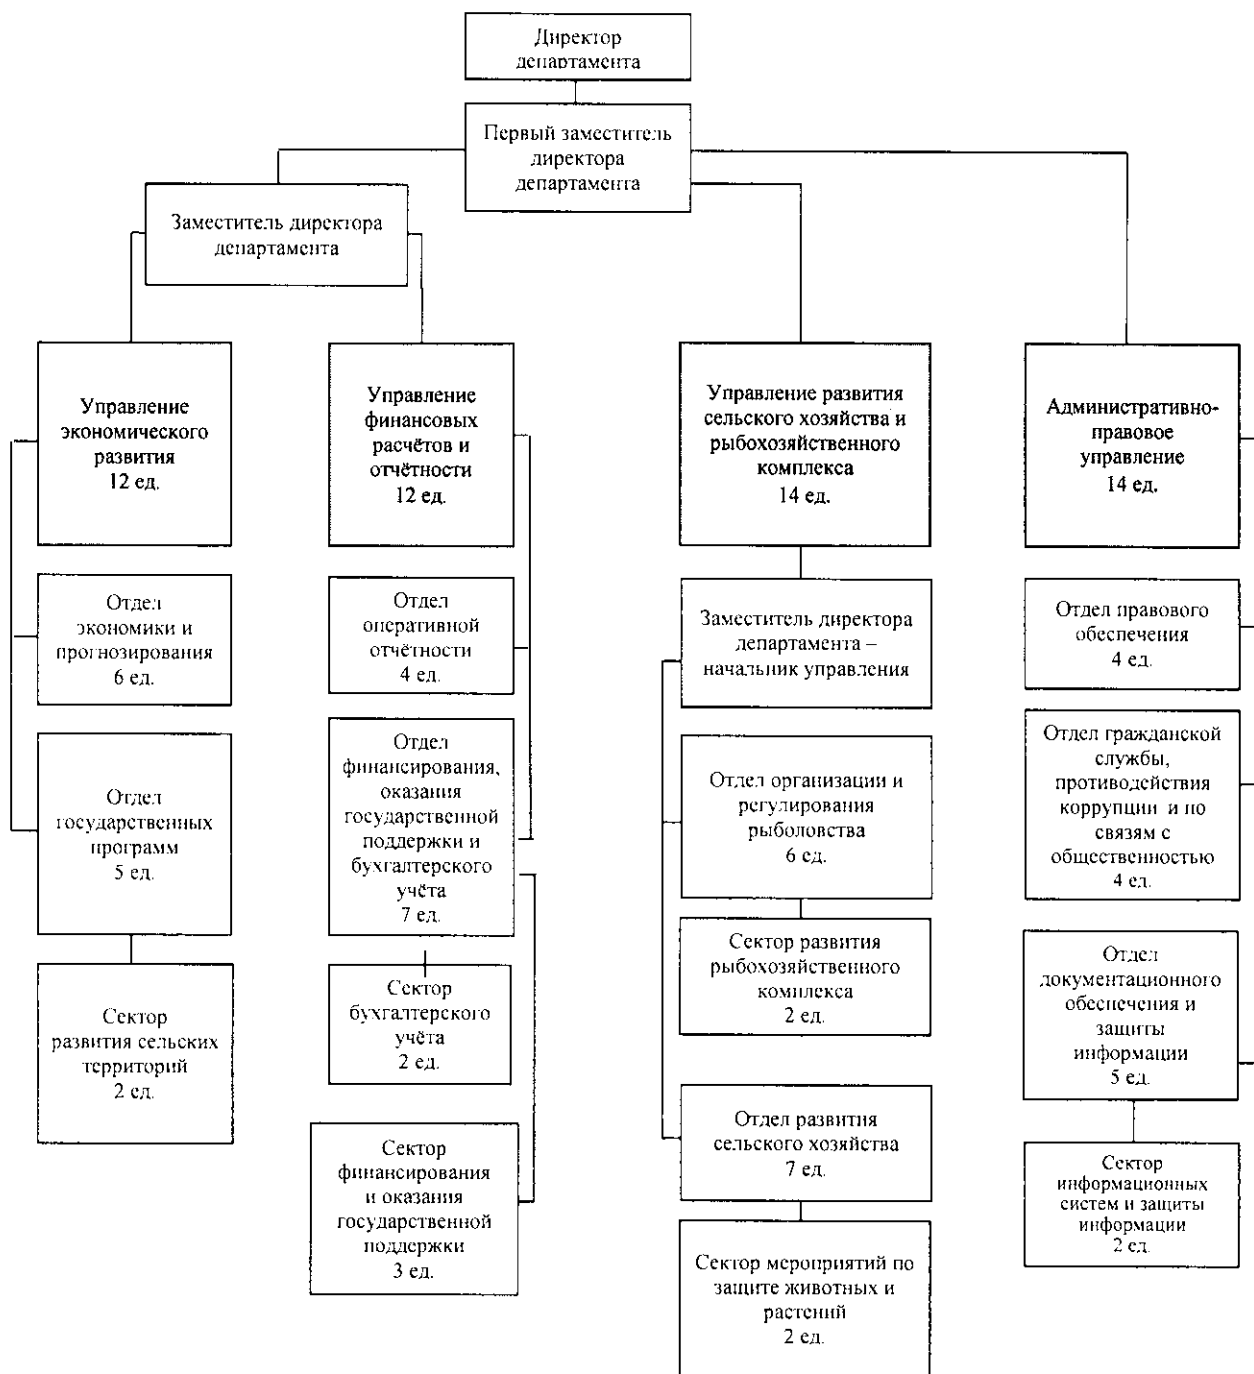 Директор
департамента
Первый заместитель
директора
департамента
Заместитель директора
департамента
Управление
экономического
развития
12 ед.
Управление
финансовых
расчётов и
отчётности
12 ед.
Управление развития
сельского хозяйства и
рыбохозяйственного
комплекса
14 ед.
Административно-
правовое
управление
14 ед.
Отдел
экономики и
прогнозирования
6 ед.
Отдел
оперативной
отчётности
4 ед.
Заместитель директора
департамента –
начальник управления
Отдел правового
обеспечения
4 ед.
Отдел
государственных
программ
5 ед.
Отдел
финансирования,
оказания
государственной
поддержки и
бухгалтерского
учёта
7 ед.
Отдел организации и
регулирования
рыболовства
6 ед.
Отдел гражданской
службы,
противодействия
коррупции и по
связям с
общественностью
4 ед.
Сектор
развития сельских
территорий
2 ед.
Сектор
бухгалтерского
учёта
2 ед.
Сектор развития
рыбохозяйственного
комплекса
2 ед.
Отдел
документационного
обеспечения и
защиты
информации
5 ед.
Сектор
финансирования
и оказания
государственной
поддержки
3 ед.
Отдел развития
сельского хозяйства
7 ед.
Сектор
информационных
систем и защиты
информации
2 ед.
Сектор мероприятий по
защите животных и
растений
2 ед.